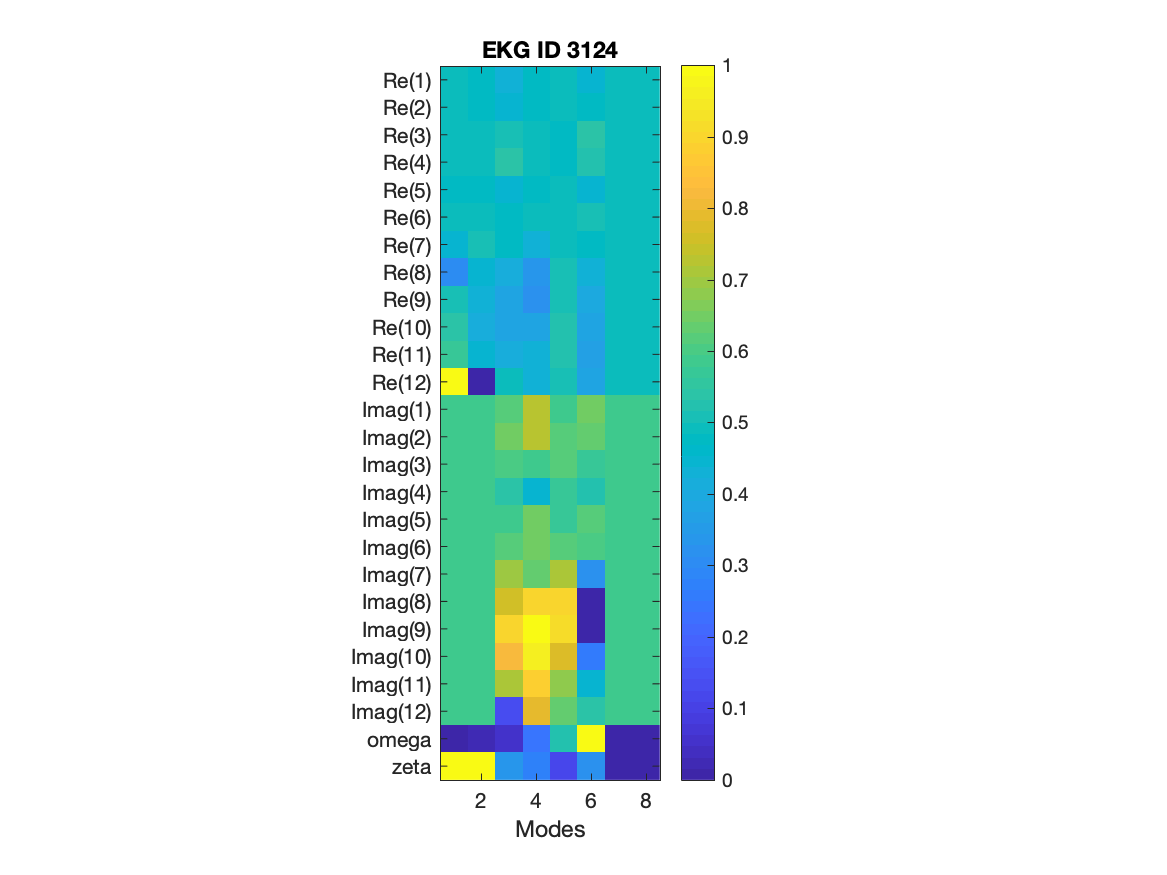 EKG ID 3124
Re(1)
Re(2)
Re(3)
Re(4)
Re(5)
Re(6)
Re(7)
Re(8)
Re(9)
Re(10)
Re(11)
Re(12)
Imag(1)
Imag(2)
Imag(3)
Imag(4)
Imag(5)
Imag(6)
Imag(7)
Imag(8)
Imag(9)
Imag(10)
Imag(11)
Imag(12)
omega
zeta
2 4 6 8
Modes
1
0.9
0.8
0.7
0.6
0.5
0.4
0.3
0.2
0.1
0